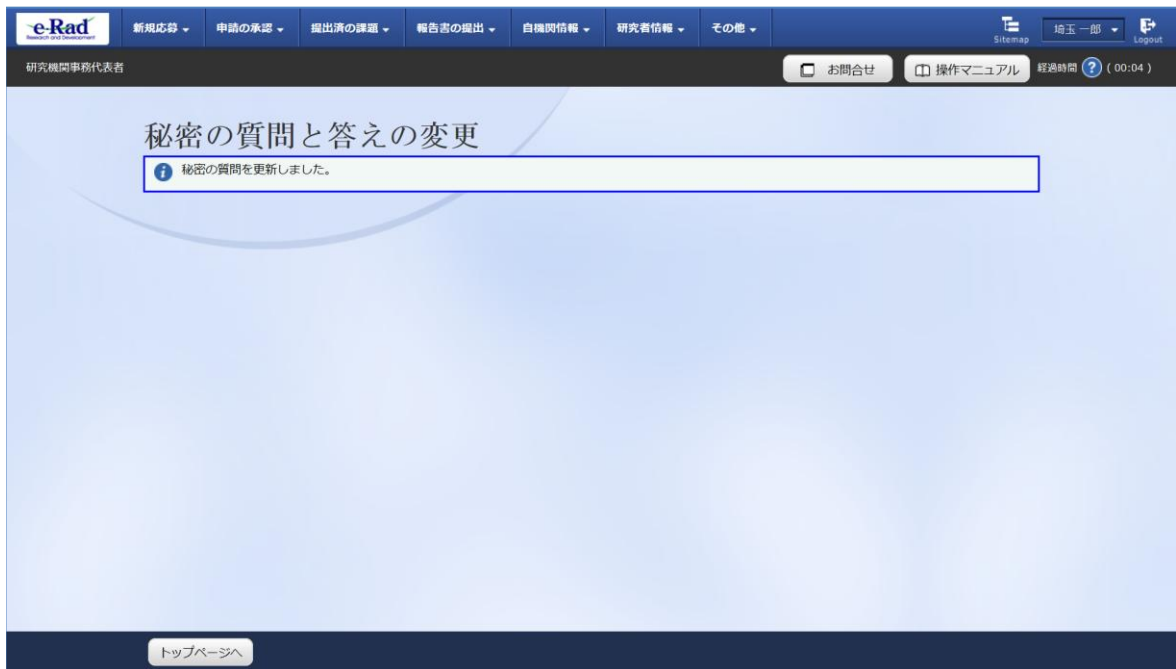 e-Rad
Research and Development
新規応募 申請の承認 提出済の課題 報告書の提出 自機関情報 研究者情報 その他 Sitemap 埼玉 一郎 Logout
研究機関事務代表者 お問合せ 操作マニュアル 経過時間 ? ( 00:04 )
秘密の質問と答えの変更
i 秘密の質問を更新しました。
トップページへ